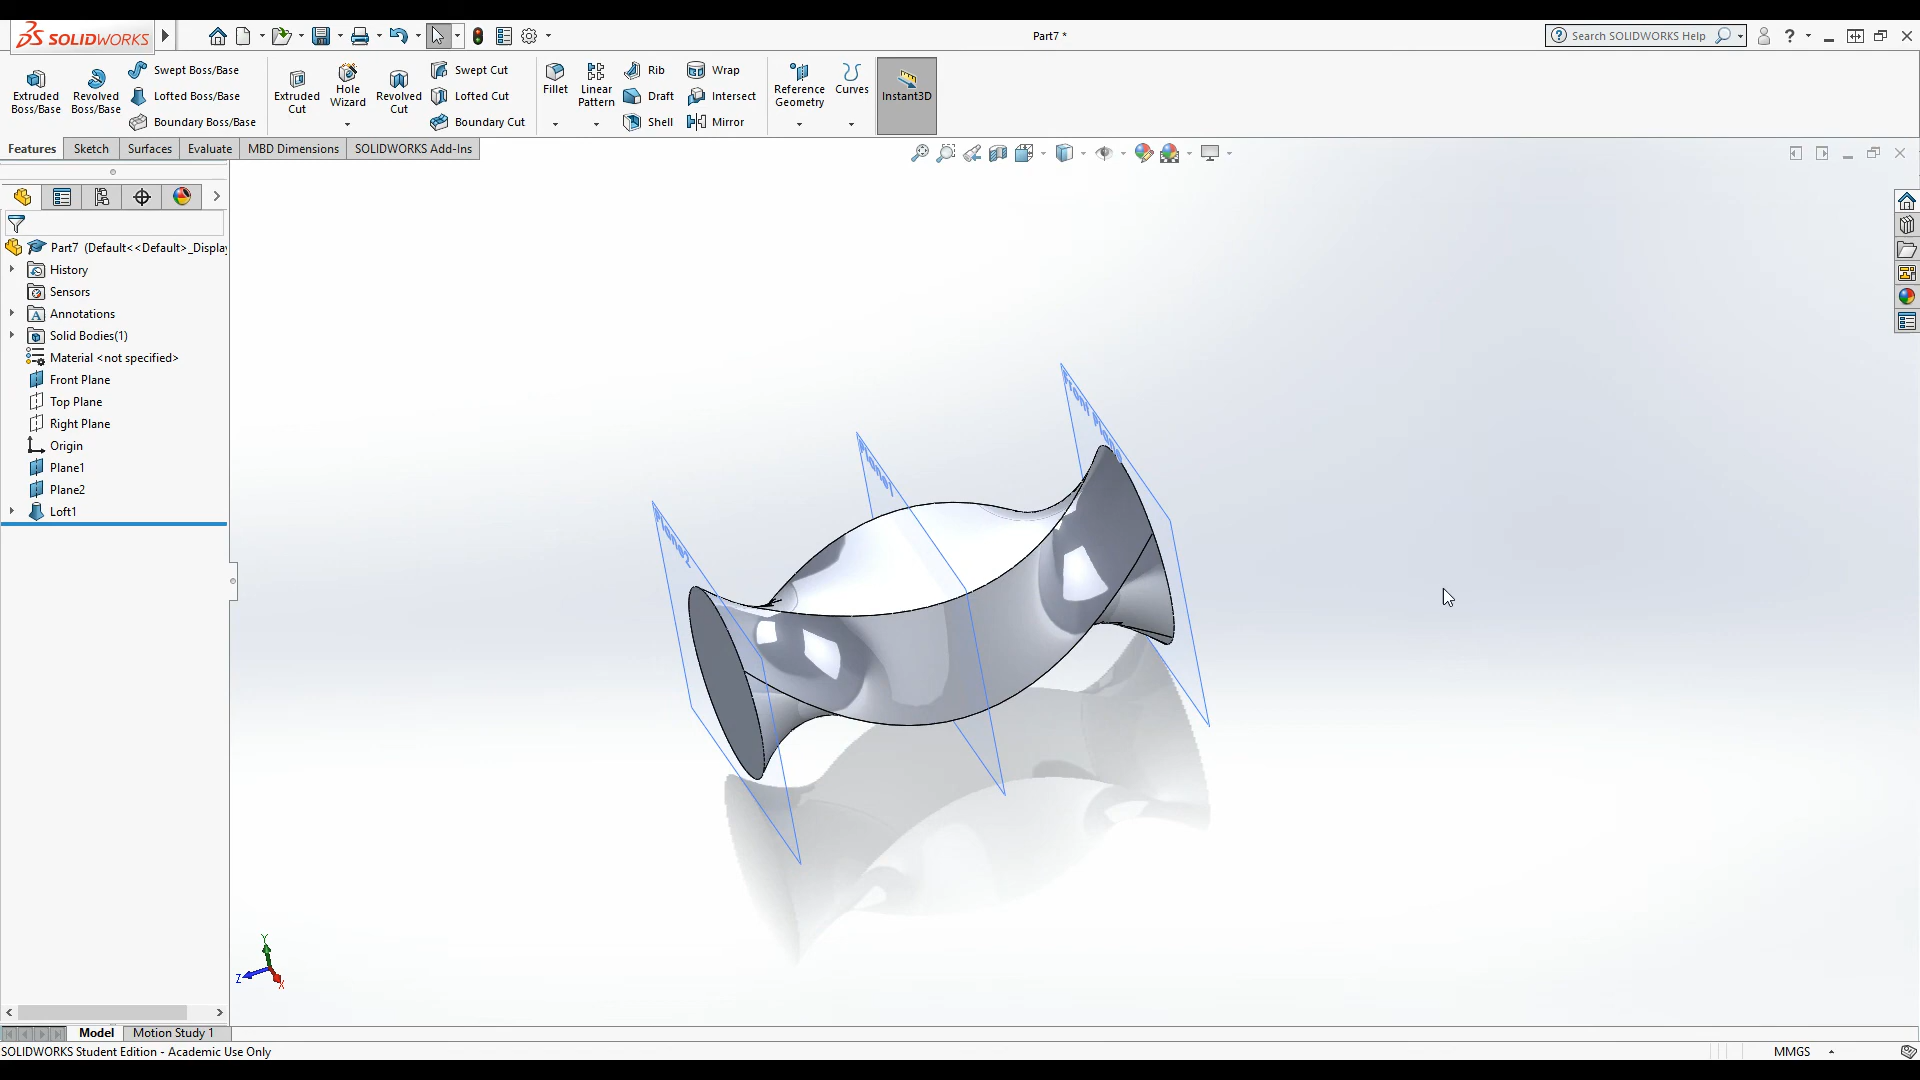 SOLIDWORKS
Part7 *
Search SOLIDWORKS Help
Extruded Boss/Base
Revolved Boss/Base
Swept Boss/Base
Lofted Boss/Base
Boundary Boss/Base
Extruded Cut
Hole Wizard
Revolved Cut
Swept Cut
Lofted Cut
Boundary Cut
Fillet
Linear Pattern
Rib
Draft
Shell
Wrap
Intersect
Mirror
Reference Geometry
Curves
Instant3D
Features
Sketch
Surfaces
Evaluate
MBD Dimensions
SOLIDWORKS Add-Ins
Part7 (Default<<Default>_Display
History
Sensors
Annotations
Solid Bodies(1)
Material <not specified>
Front Plane
Top Plane
Right Plane
Origin
Plane1
Plane2
Loft1
Y
Z
X
Model
Motion Study 1
SOLIDWORKS Student Edition - Academic Use Only
MMGS